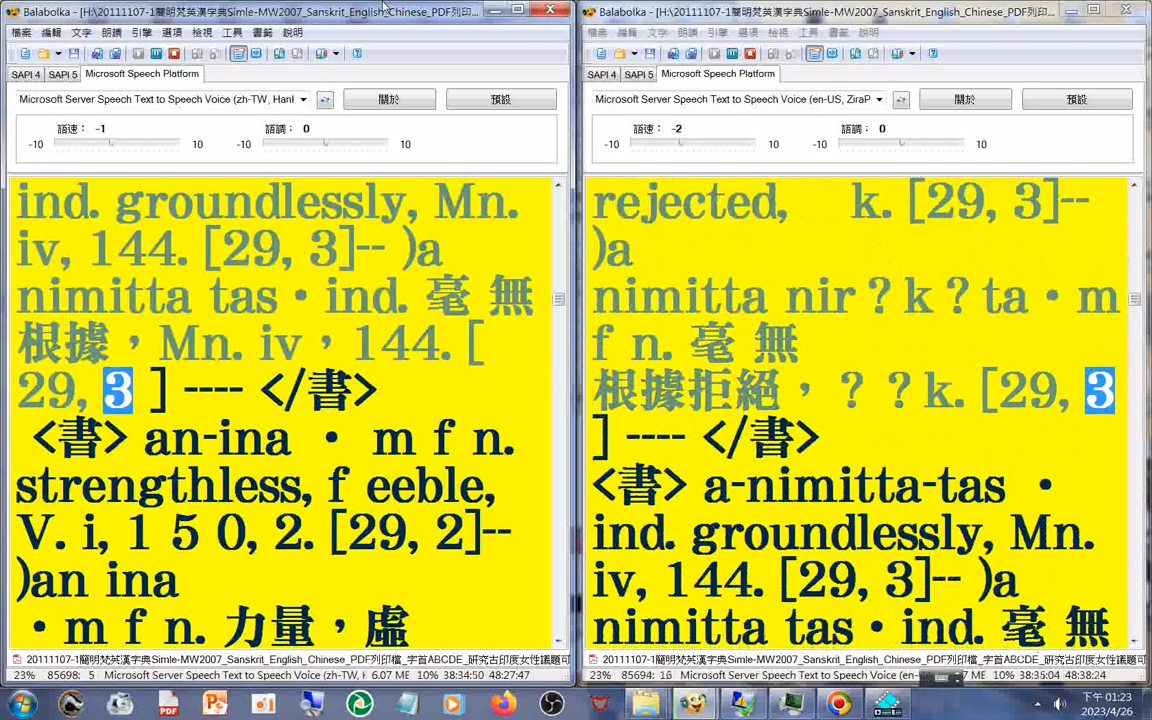 Balabolka - [H:\20111107-1簡明梵英漢字典Simle-MW2007_Sanskrit_English_Chinese_PDF列印...
檔案 編輯 文字 朗讀 引擎 選項 檢視 工具 書籤 說明
SAPI 4 SAPI 5 Microsoft Speech Platform
Microsoft Server Speech Text to Speech Voice (zh-TW, Hanl
關於 預設
語速： -1 語調： 0
-10 10 -10 10
ind. groundlessly, Mn.
iv, 144. [29, 3]-- )a
nimitta tas • ind. 毫 無
根據，Mn. iv，144. [
29, 3 ] ---- </書>
<書> an-ina • m f n.
strengthless, f eeble,
V. i, 1 5 0, 2. [29, 2]--
)an ina
• m f n. 力量，虛
20111107-1簡明梵英漢字典Simle-MW2007_Sanskrit_English_Chinese_PDF列印檔_字首ABCDE_研究古印度女性議題可
23% 85698: 5 Microsoft Server Speech Text to Speech Voice (zh-TW, H 6.07 ME 10% 38:34:50 48:27:47
Balabolka - [H:\20111107-1簡明梵英漢字典Simle-MW2007_Sanskrit_English_Chinese_PDF列印...
檔案 編輯 文字 朗讀 引擎 選項 檢視 工具 書籤 說明
SAPI 4 SAPI 5 Microsoft Speech Platform
Microsoft Server Speech Text to Speech Voice (en-US, ZiraP
關於 預設
語速： -2 語調： 0
-10 10 -10 10
rejected, k. [29, 3]--
)a
nimitta nir？k？ta • m
f n. 毫 無
根據拒絕，？？k. [29, 3
] ---- </書>
<書> a-nimitta-tas •
ind. groundlessly, Mn.
iv, 144. [29, 3]-- )a
nimitta tas • ind. 毫 無
20111107-1簡明梵英漢字典Simle-MW2007_Sanskrit_English_Chinese_PDF列印檔_字首ABCDE_研究古印度女性議題可
23% 85694: 16 Microsoft Server Speech Text to Speech Voice ME 10% 38:35:04 48:38:24
下午 01:23
2023/4/26